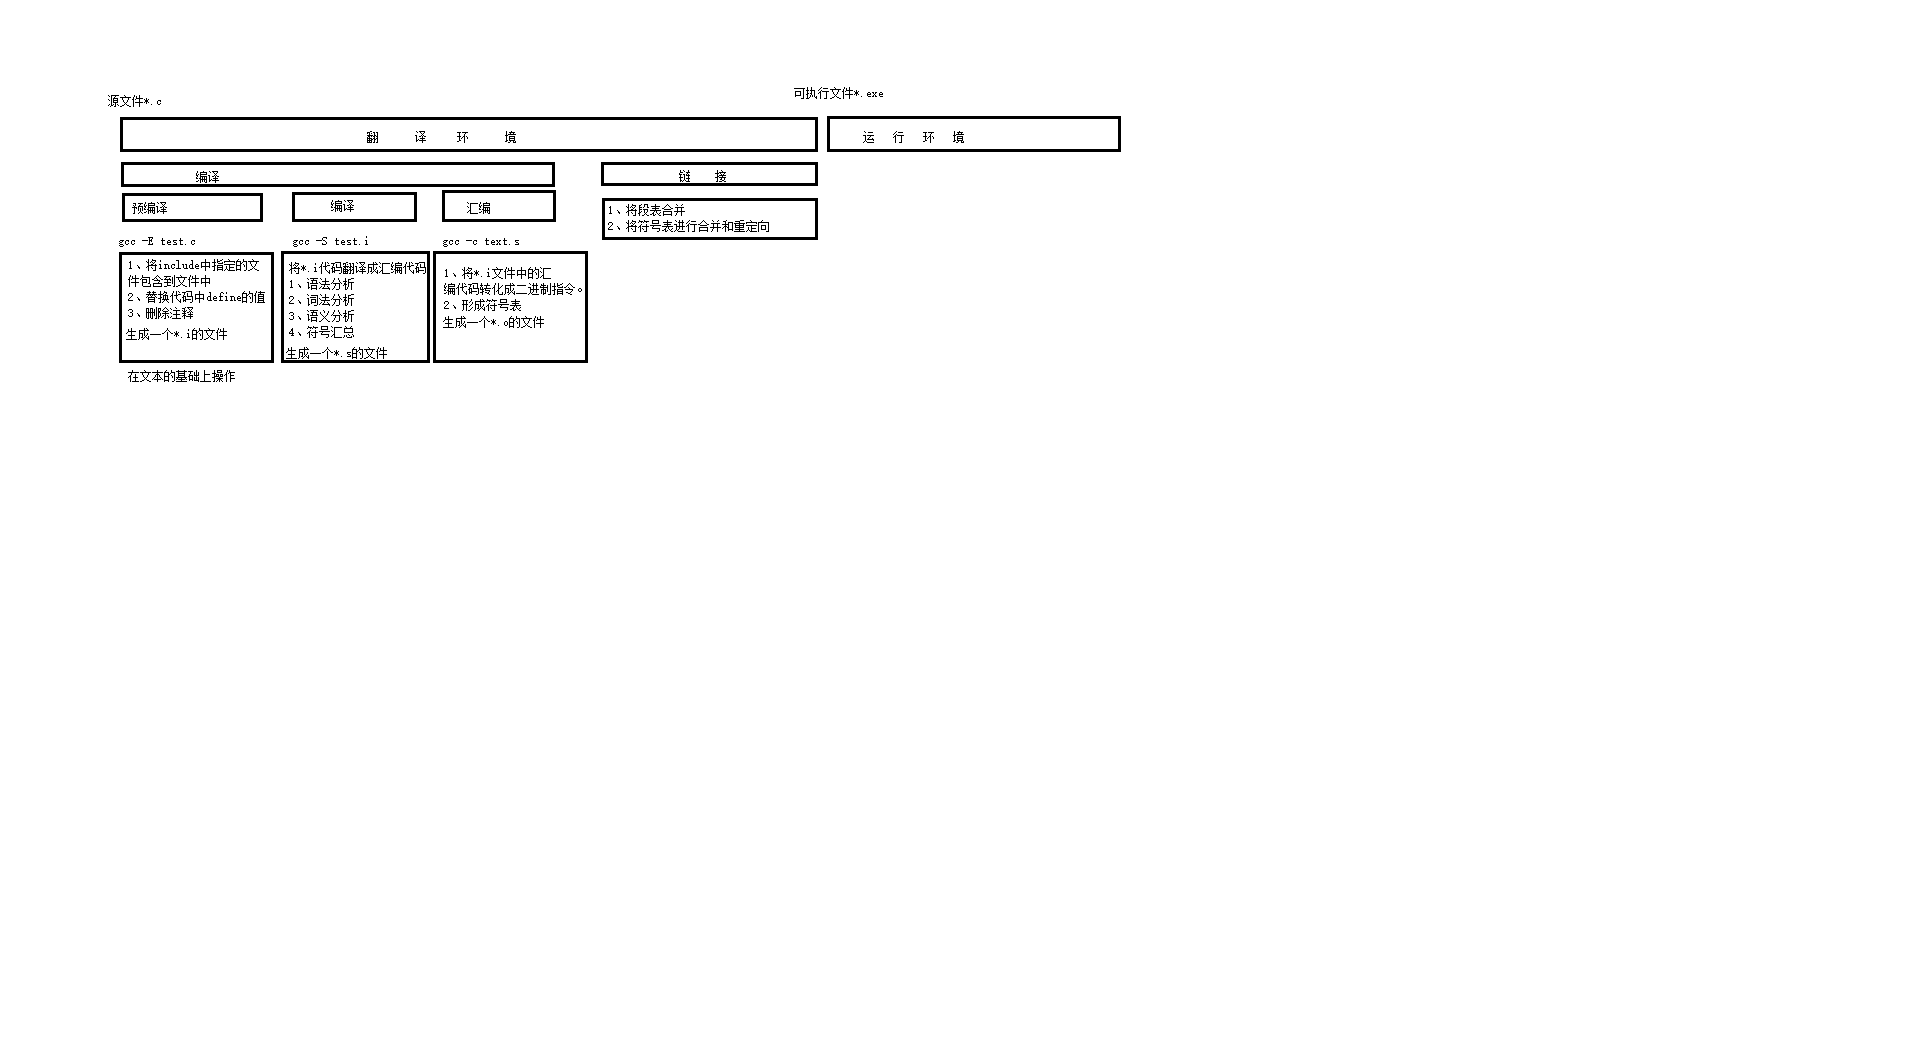 源文件*.c
可执行文件*.exe
翻 译 环 境
运 行 环 境
编译
链 接
预编译
编译
汇编
1、将段表合并
2、将符号表进行合并和重定向
gcc -E test.c
gcc -S test.i
gcc -c text.s
1、将include中指定的文
件包含到文件中
2、替换代码中define的值
3、删除注释
生成一个*.i的文件
将*.i代码翻译成汇编代码
1、语法分析
2、词法分析
3、语义分析
4、符号汇总
生成一个*.s的文件
1、将*.i文件中的汇
编代码转化成二进制指令。
2、形成符号表
生成一个*.o的文件
在文本的基础上操作